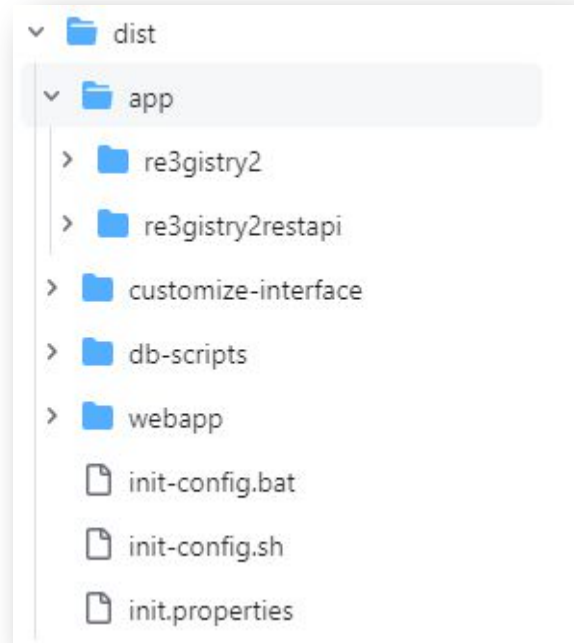 dist
app
re3gistry2
re3gistry2restapi
customize-interface
db-scripts
webapp
init-config.bat
init-config.sh
init.properties